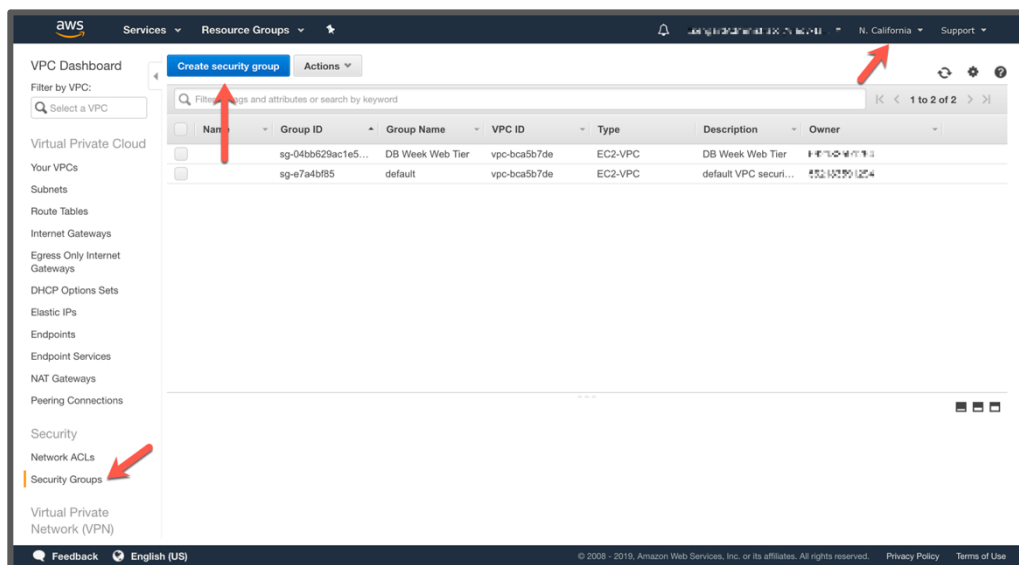 aws
Services
Resource Groups
N. California
Support
VPC Dashboard
Filter by VPC:
Select a VPC
Virtual Private Cloud
Your VPCs
Subnets
Route Tables
Internet Gateways
Egress Only Internet
Gateways
DHCP Options Sets
Elastic IPs
Endpoints
Endpoint Services
NAT Gateways
Peering Connections
Security
Network ACLs
Security Groups
Virtual Private
Network (VPN)
Create security group
Actions
and attributes or search by keyword
1 to 2 of 2
Name Group ID Group Name VPC ID Type Description Owner
sg-04bb629ac1e5... DB Week Web Tier vpc-bca5b7de EC2-VPC DB Week Web Tier
sg-e7a4bf85 default vpc-bca5b7de EC2-VPC default VPC securi...
Feedback
English (US)
© 2008 - 2019, Amazon Web Services, Inc. or its affiliates. All rights reserved.
Privacy Policy
Terms of Use